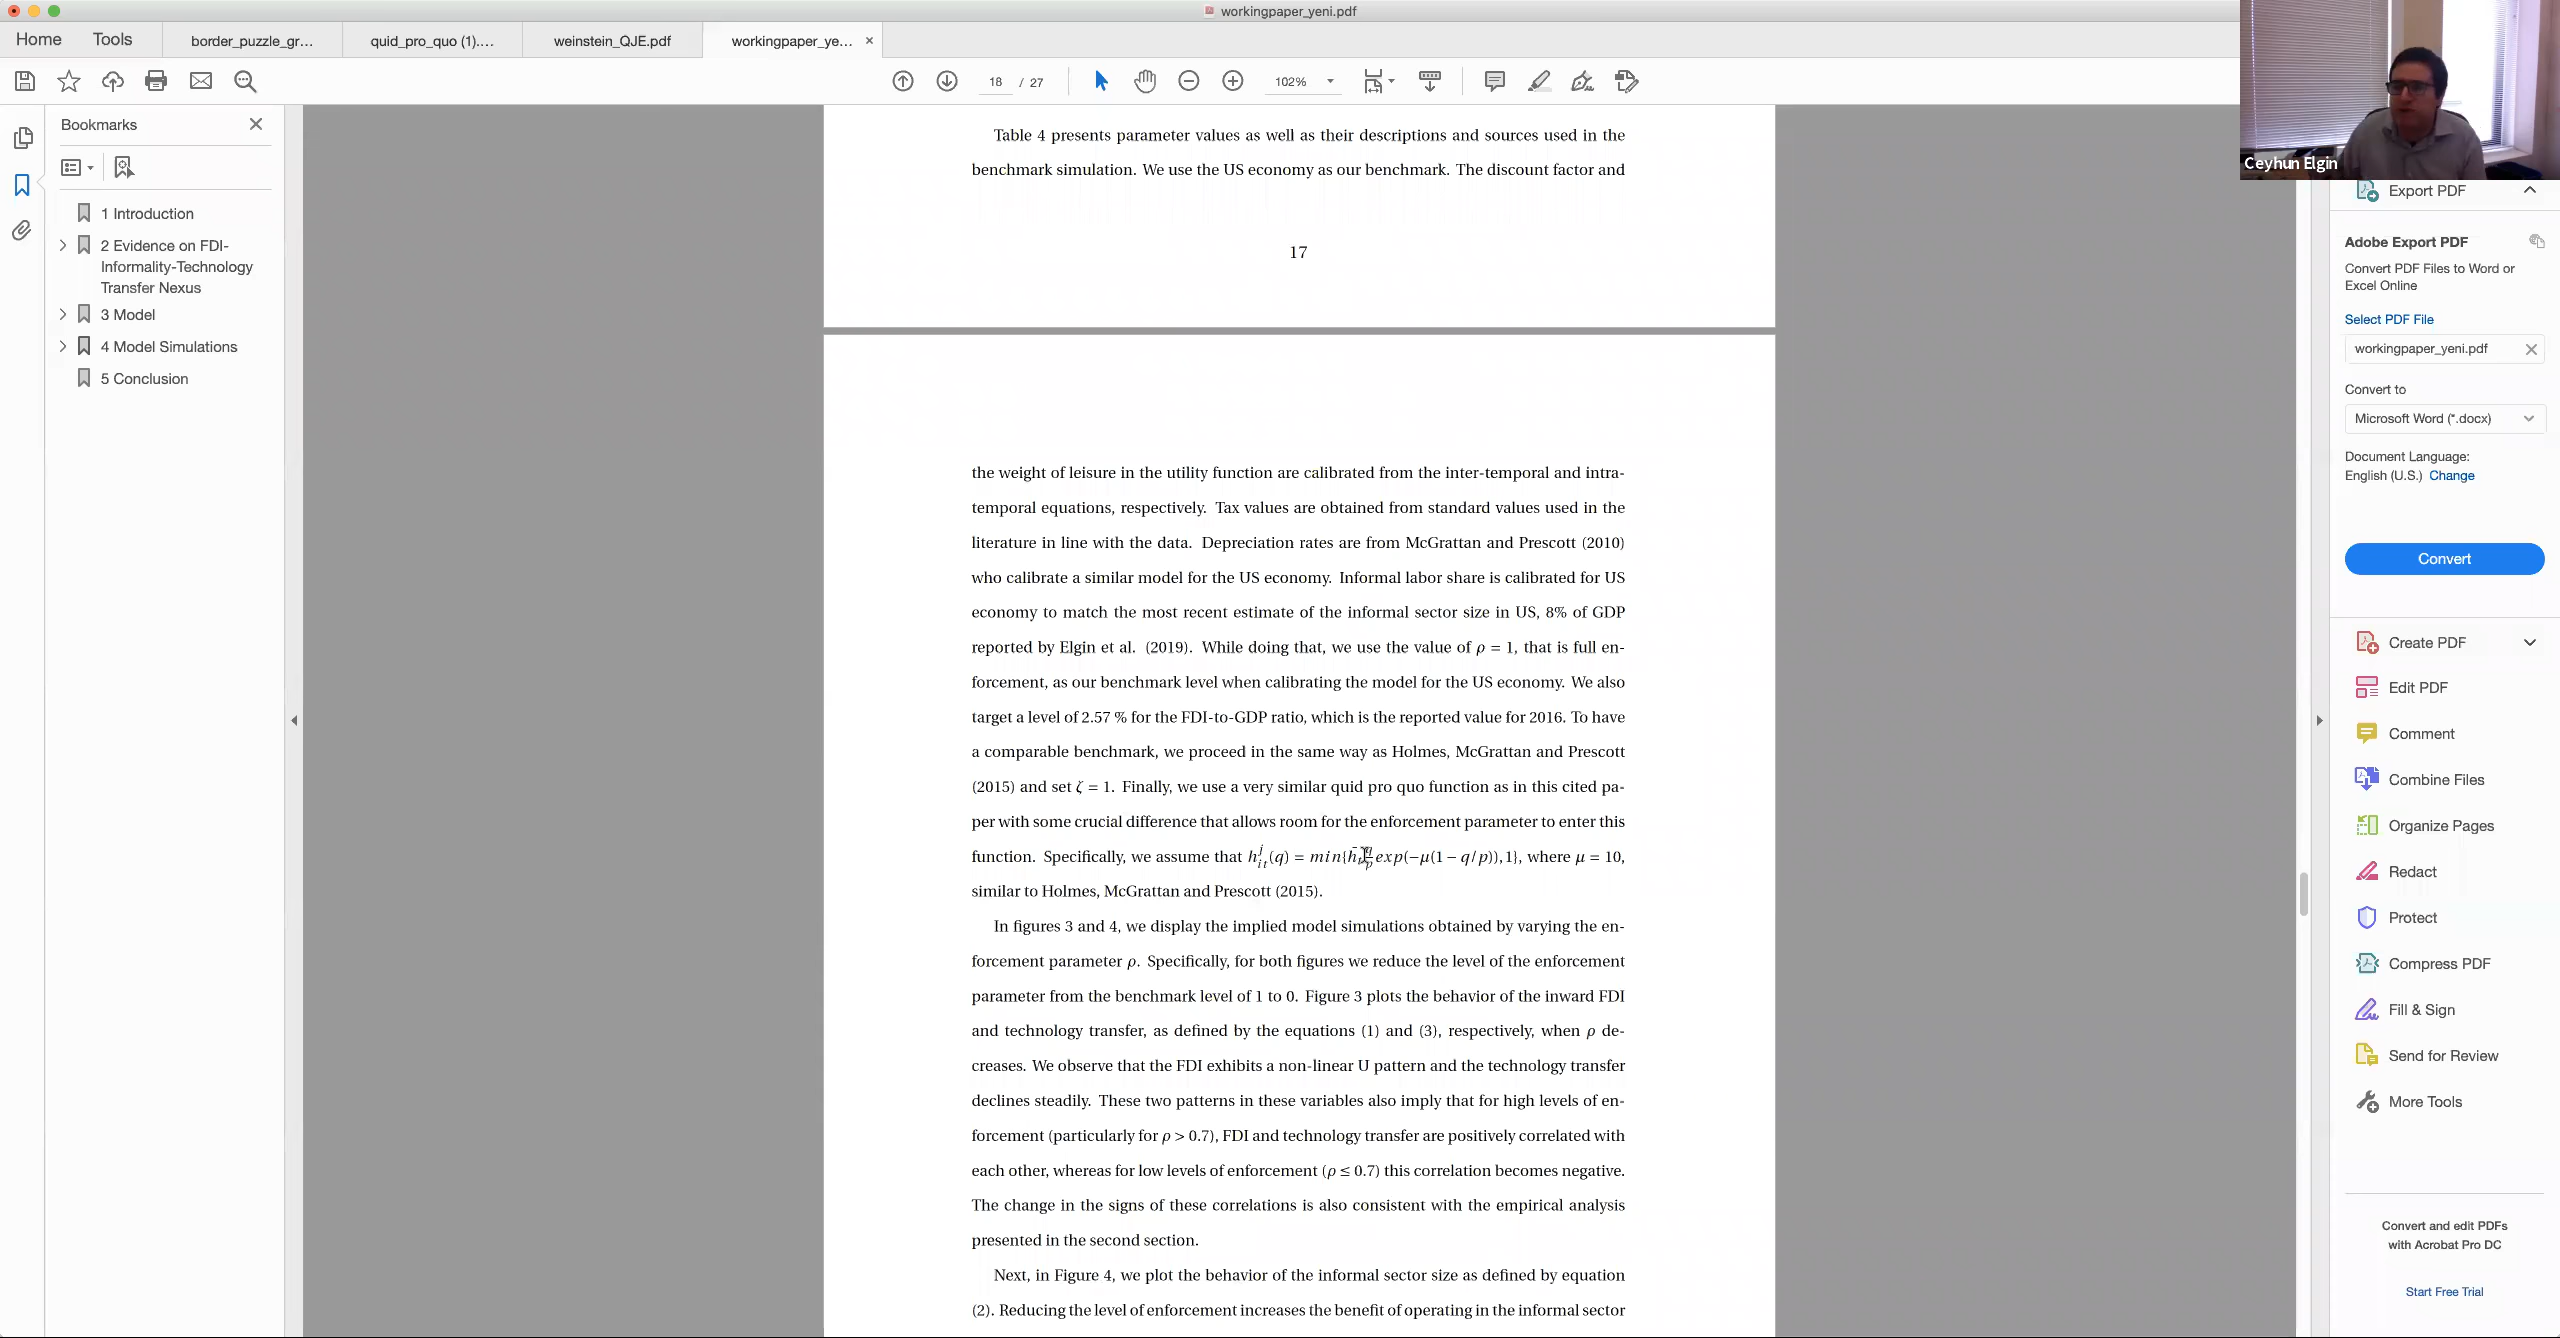 workingpaper_yeni.pdf
Home Tools border_puzzle_gr... quid_pro_quo (1).... weinstein_QJE.pdf workingpaper_ye... ×
18 / 27 102%
Ceyhun Elgin
Bookmarks
1 Introduction
2 Evidence on FDI-
Informality-Technology
Transfer Nexus
3 Model
4 Model Simulations
5 Conclusion
Table 4 presents parameter values as well as their descriptions and sources used in the
benchmark simulation. We use the US economy as our benchmark. The discount factor and
17
the weight of leisure in the utility function are calibrated from the inter-temporal and intra-
temporal equations, respectively. Tax values are obtained from standard values used in the
literature in line with the data. Depreciation rates are from McGrattan and Prescott (2010)
who calibrate a similar model for the US economy. Informal labor share is calibrated for US
economy to match the most recent estimate of the informal sector size in US, 8% of GDP
reported by Elgin et al. (2019). While doing that, we use the value of ρ = 1, that is full en-
forcement, as our benchmark level when calibrating the model for the US economy. We also
target a level of 2.57 % for the FDI-to-GDP ratio, which is the reported value for 2016. To have
a comparable benchmark, we proceed in the same way as Holmes, McGrattan and Prescott
(2015) and set ζ = 1. Finally, we use a very similar quid pro quo function as in this cited pa-
per with some crucial difference that allows room for the enforcement parameter to enter this
function. Specifically, we assume that h_{it}^{j}(q) = min{h̄_t q/p exp(−μ(1 − q/p)), 1}, where μ = 10,
similar to Holmes, McGrattan and Prescott (2015).
In figures 3 and 4, we display the implied model simulations obtained by varying the en-
forcement parameter ρ. Specifically, for both figures we reduce the level of the enforcement
parameter from the benchmark level of 1 to 0. Figure 3 plots the behavior of the inward FDI
and technology transfer, as defined by the equations (1) and (3), respectively, when ρ de-
creases. We observe that the FDI exhibits a non-linear U pattern and the technology transfer
declines steadily. These two patterns in these variables also imply that for high levels of en-
forcement (particularly for ρ > 0.7), FDI and technology transfer are positively correlated with
each other, whereas for low levels of enforcement (ρ ≤ 0.7) this correlation becomes negative.
The change in the signs of these correlations is also consistent with the empirical analysis
presented in the second section.
Next, in Figure 4, we plot the behavior of the informal sector size as defined by equation
(2). Reducing the level of enforcement increases the benefit of operating in the informal sector
Export PDF
Adobe Export PDF
Convert PDF Files to Word or
Excel Online
Select PDF File
workingpaper_yeni.pdf
Convert to
Microsoft Word (*.docx)
Document Language:
English (U.S.) Change
Convert
Create PDF
Edit PDF
Comment
Combine Files
Organize Pages
Redact
Protect
Compress PDF
Fill & Sign
Send for Review
More Tools
Convert and edit PDFs
with Acrobat Pro DC
Start Free Trial